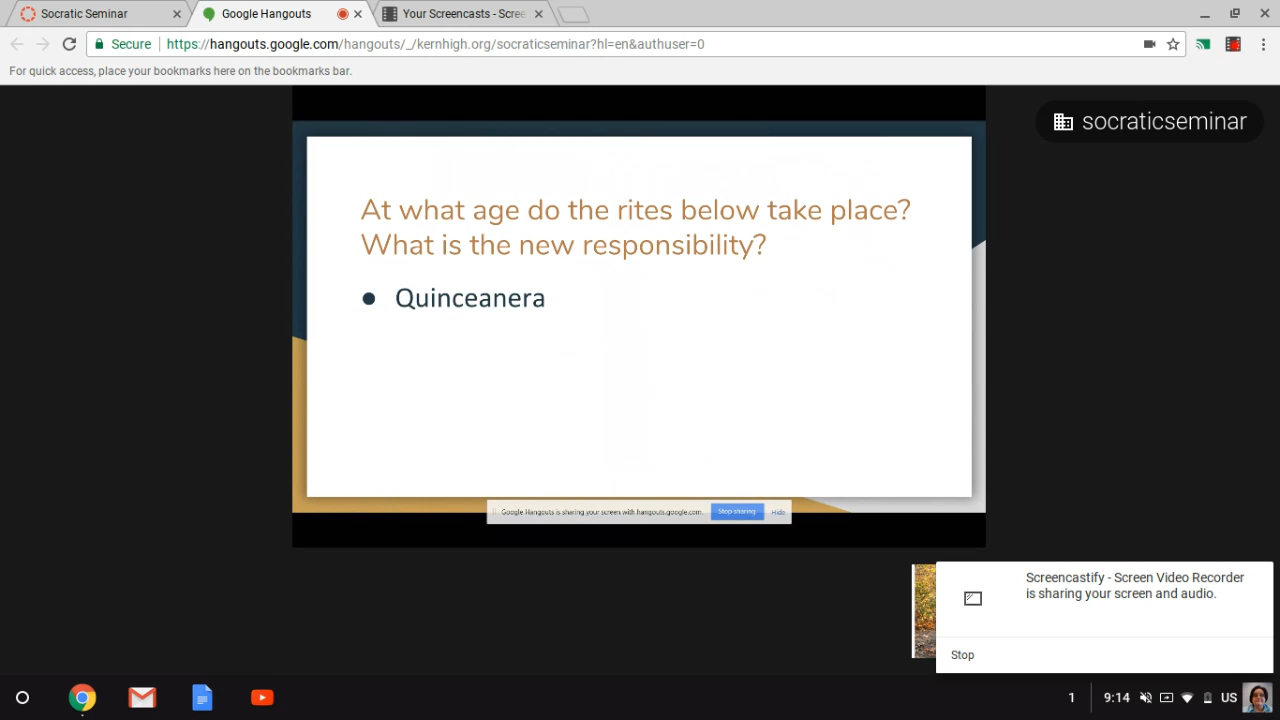 Socratic Seminar
Google Hangouts
Your Screencasts - Scree
Secure
https://hangouts.google.com/hangouts/_/kernhigh.org/socraticseminar?hl=en&authuser=0
For quick access, place your bookmarks here on the bookmarks bar.
socraticseminar
At what age do the rites below take place?
What is the new responsibility?
● Quinceanera
Google Hangouts is sharing your screen with hangouts.google.com.
Stop sharing
Hide
Screencastify - Screen Video Recorder
is sharing your screen and audio.
Stop
1
9:14
US